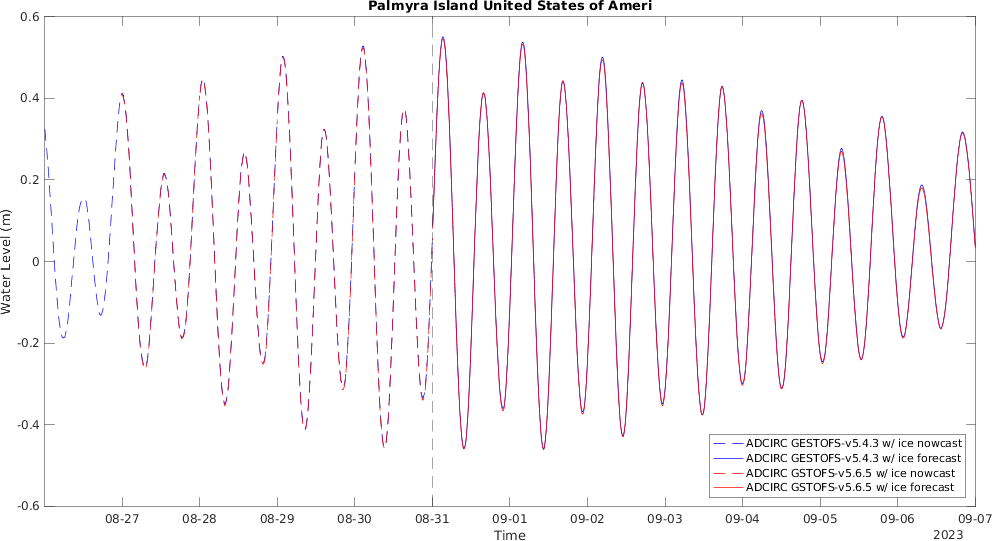 Palmyra Island United States of Ameri
0.6
0.4
0.2
0
-0.2
-0.4
-0.6
Water Level (m)
ADCIRC GESTOFS-v5.4.3 w/ ice nowcast
ADCIRC GESTOFS-v5.4.3 w/ ice forecast
ADCIRC GSTOFS-v5.6.5 w/ ice nowcast
ADCIRC GSTOFS-v5.6.5 w/ ice forecast
08-27 08-28 08-29 08-30 08-31 09-01 09-02 09-03 09-04 09-05 09-06 09-07
Time
2023